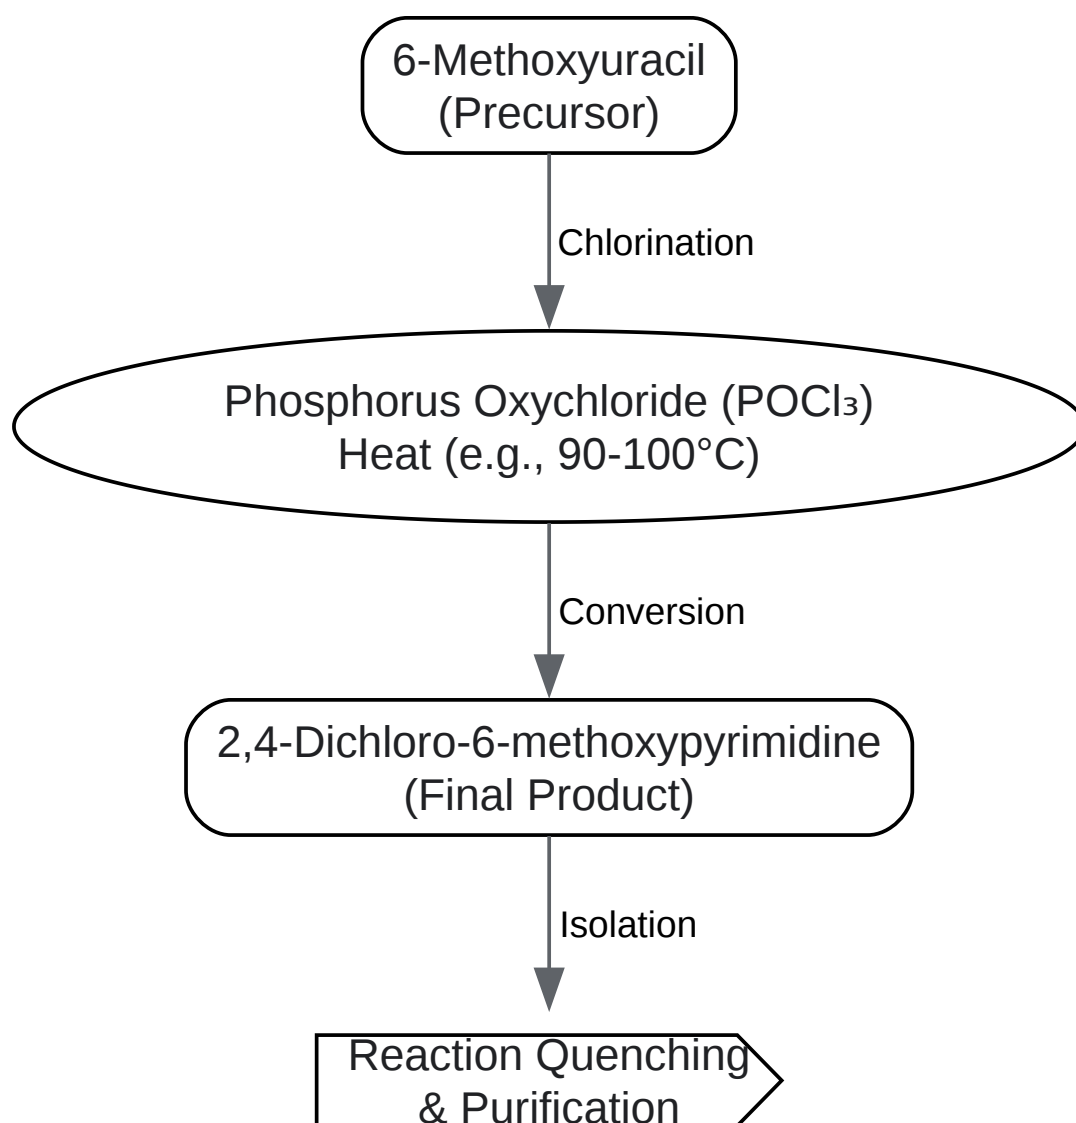 6-Methoxyuracil
(Precursor)
Chlorination
Phosphorus Oxychloride (POCl₃)
Heat (e.g., 90-100°C)
Conversion
2,4-Dichloro-6-methoxypyrimidine
(Final Product)
Isolation
Reaction Quenching
& Purification